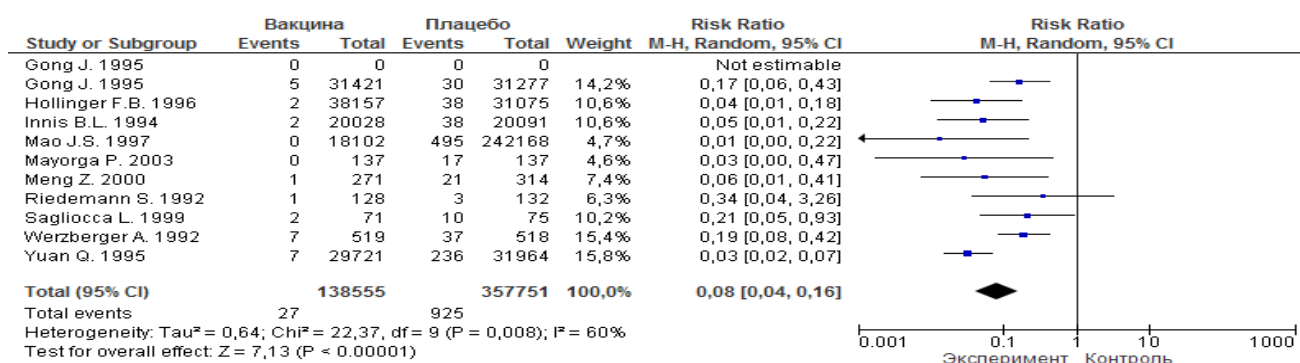 Вакцина Плацебо Risk Ratio Risk Ratio
Study or Subgroup Events Total Events Total Weight M-H, Random, 95% CI M-H, Random, 95% CI
Gong J. 1995 0 0 0 0 Not estimable
Gong J. 1995 5 31421 30 31277 14,2% 0,17 [0,06, 0,43]
Hollinger F.B. 1996 2 38157 38 31075 10,6% 0,04 [0,01, 0,18]
Innis B.L. 1994 2 20028 38 20091 10,6% 0,05 [0,01, 0,22]
Mao J.S. 1997 0 18102 495 242168 4,7% 0,01 [0,00, 0,22]
Mayorga P. 2003 0 137 17 137 4,6% 0,03 [0,00, 0,47]
Meng Z. 2000 1 271 21 314 7,4% 0,06 [0,01, 0,41]
Riedemann S. 1992 1 128 3 132 6,3% 0,34 [0,04, 3,26]
Sagliocca L. 1999 2 71 10 75 10,2% 0,21 [0,05, 0,93]
Werzberger A. 1992 7 519 37 518 15,4% 0,19 [0,08, 0,42]
Yuan Q. 1995 7 29721 236 31964 15,8% 0,03 [0,02, 0,07]
Total (95% CI) 138555 357751 100,0% 0,08 [0,04, 0,16]
Total events 27 925
Heterogeneity: Tau² = 0,64; Chi² = 22,37, df = 9 (P = 0,008); I² = 60%
Test for overall effect: Z = 7,13 (P < 0.00001)
0.001 0.1 1 10 1000
Эксперимент Контроль